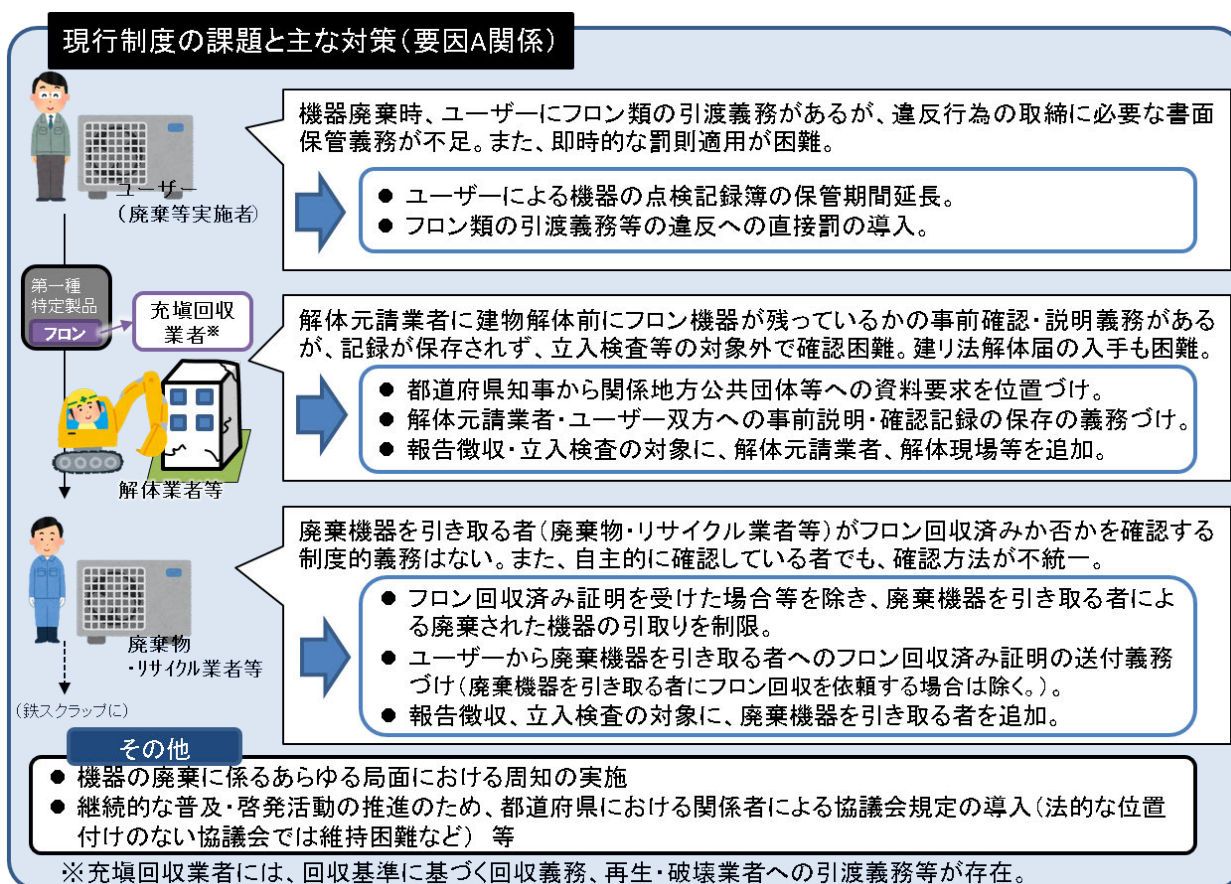 現行制度の課題と主な対策（要因A関係）
ユーザー
（廃棄等実施者）
機器廃棄時、ユーザーにフロン類の引渡義務があるが、違反行為の取締に必要な書面
保管義務が不足。また、即時的な罰則適用が困難。
● ユーザーによる機器の点検記録簿の保管期間延長。
● フロン類の引渡義務等の違反への直接罰の導入。
第一種
特定製品
フロン
充塡回収
業者※
解体業者等
解体元請業者に建物解体前にフロン機器が残っているかの事前確認・説明義務がある
が、記録が保存されず、立入検査等の対象外で確認困難。建リ法解体届の入手も困難。
● 都道府県知事から関係地方公共団体等への資料要求を位置づけ。
● 解体元請業者・ユーザー双方への事前説明・確認記録の保存の義務づけ。
● 報告徴収・立入検査の対象に、解体元請業者、解体現場等を追加。
廃棄物
・リサイクル業者等
(鉄スクラップに)
廃棄機器を引き取る者（廃棄物・リサイクル業者等）がフロン回収済みか否かを確認する
制度的義務はない。また、自主的に確認している者でも、確認方法が不統一。
● フロン回収済み証明を受けた場合等を除き、廃棄機器を引き取る者によ
る廃棄された機器の引取りを制限。
● ユーザーから廃棄機器を引き取る者へのフロン回収済み証明の送付義務
づけ（廃棄機器を引き取る者にフロン回収を依頼する場合は除く。）。
● 報告徴収、立入検査の対象に、廃棄機器を引き取る者を追加。
その他
● 機器の廃棄に係るあらゆる局面における周知の実施
● 継続的な普及・啓発活動の推進のため、都道府県における関係者による協議会規定の導入（法的な位置
付けのない協議会では維持困難など） 等
※充塡回収業者には、回収基準に基づく回収義務、再生・破壊業者への引渡義務等が存在。